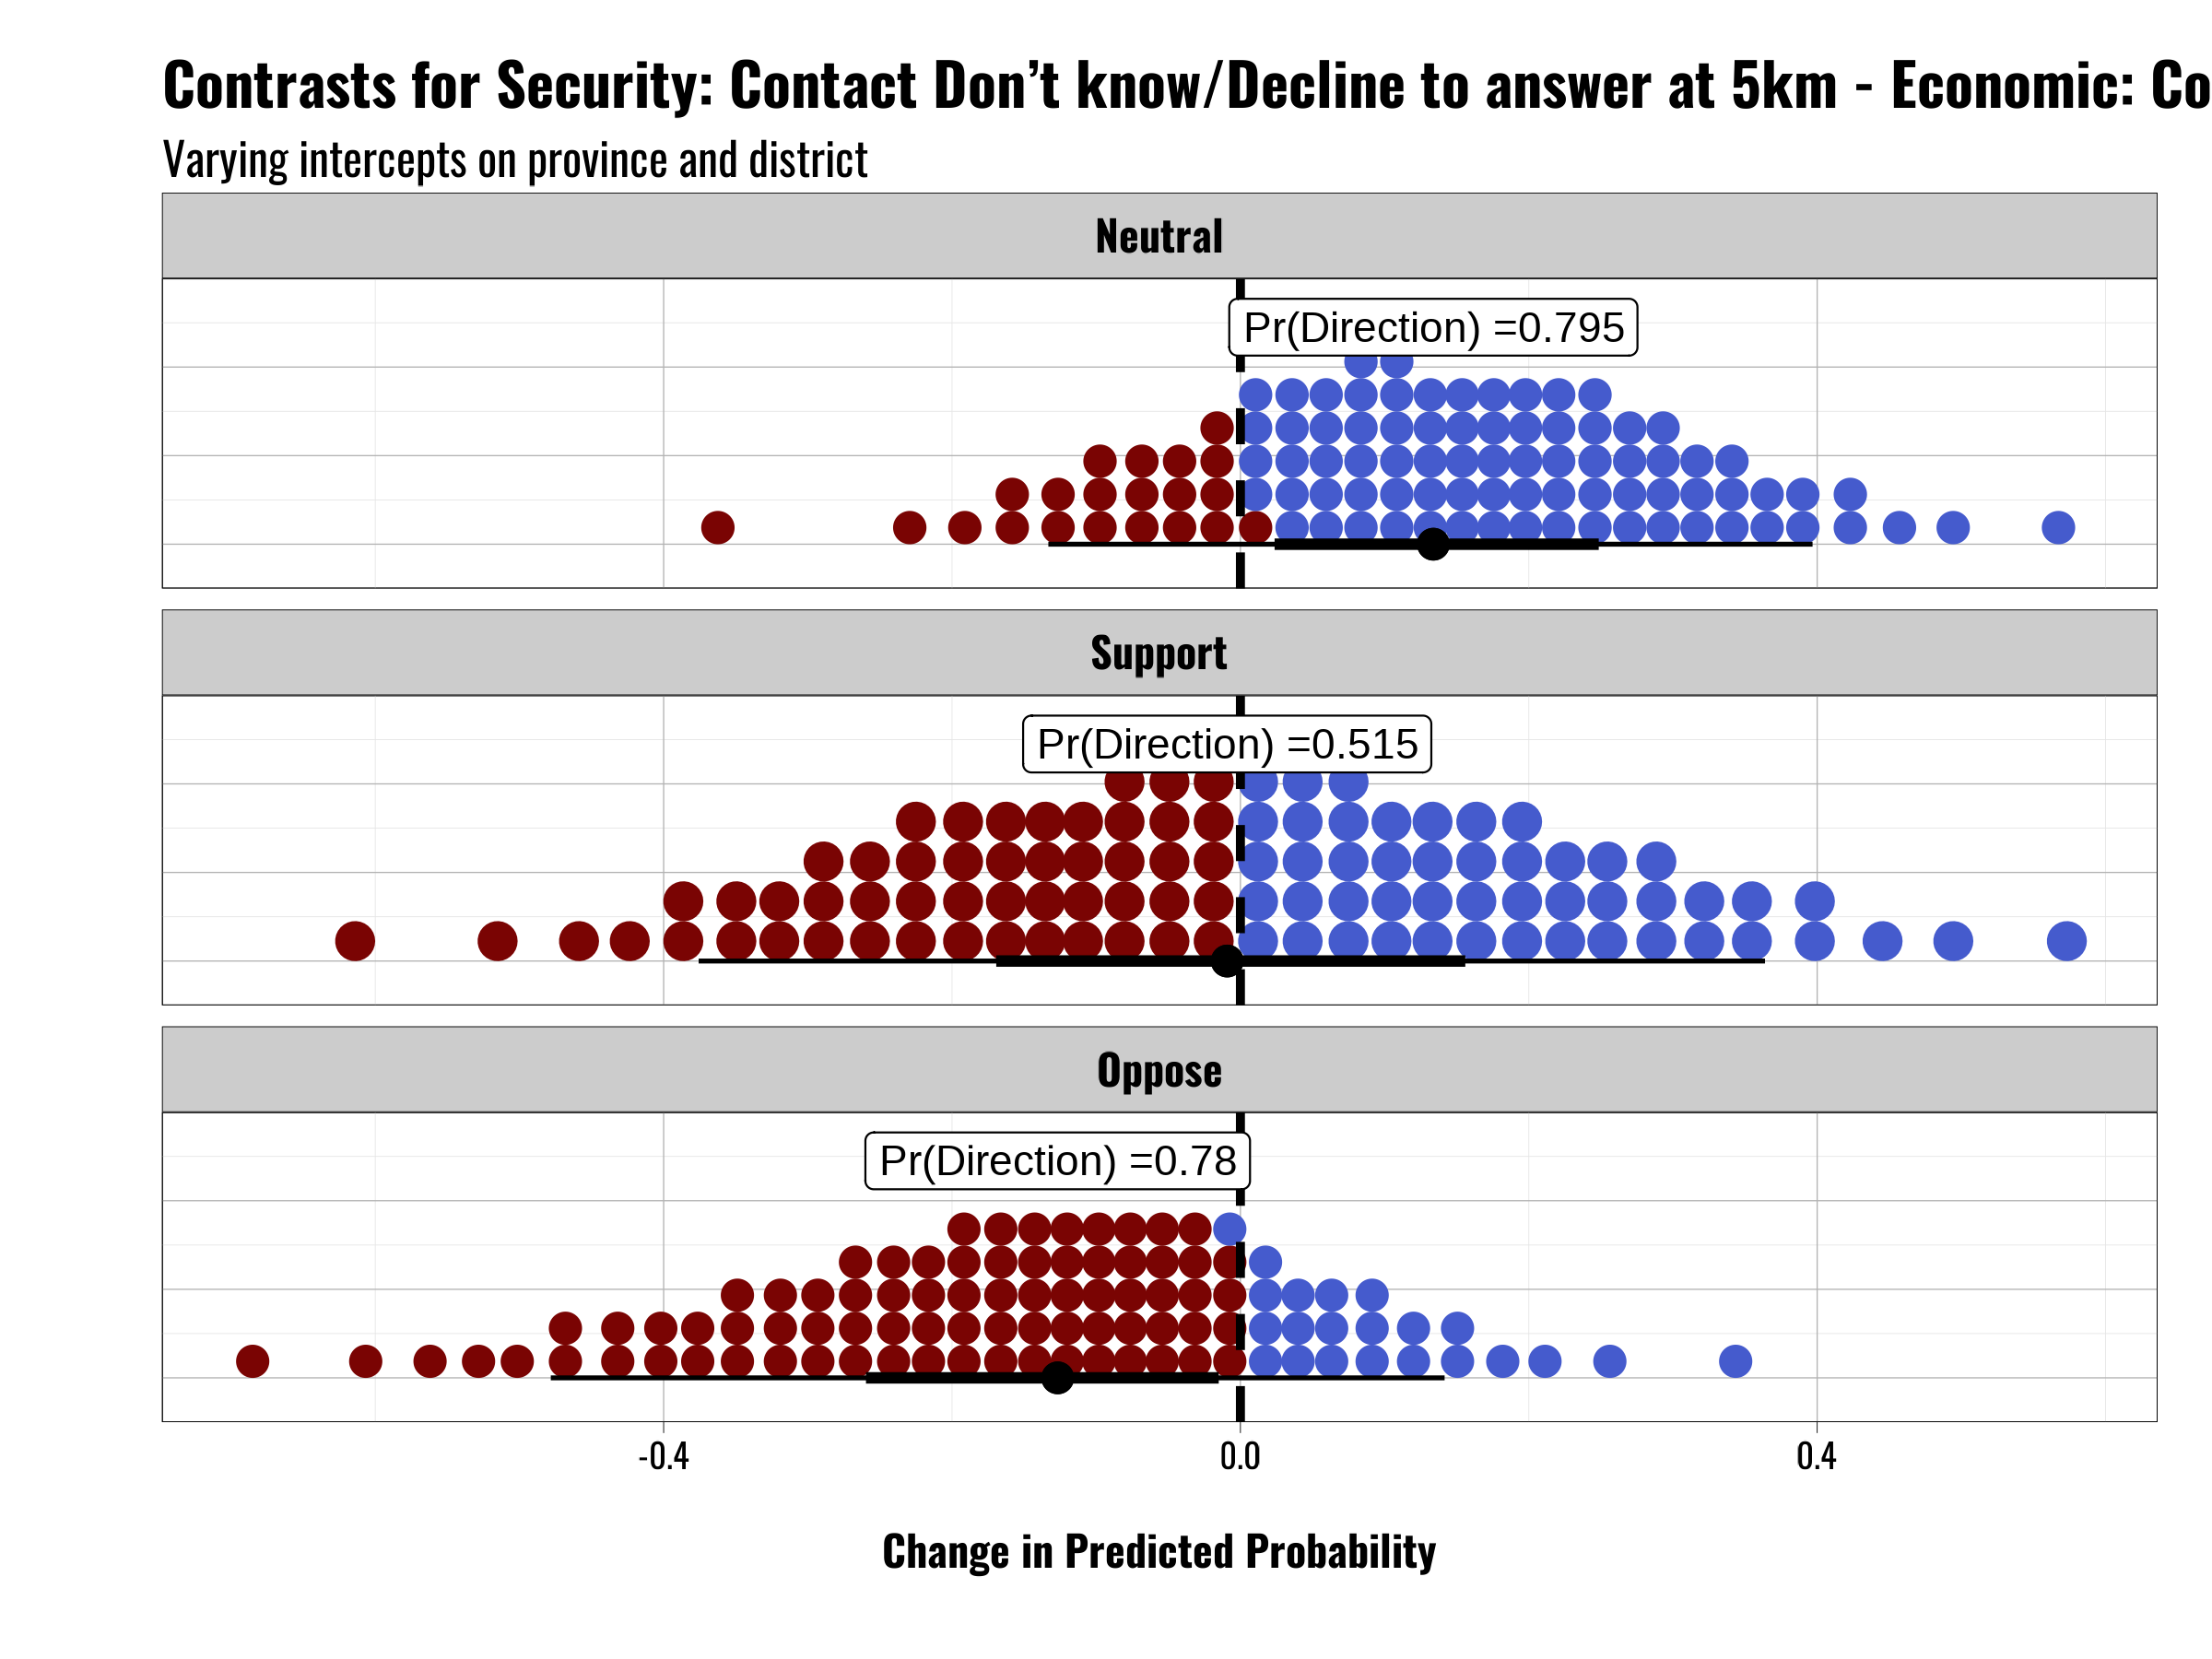 Contrasts for Security: Contact Don’t know/Decline to answer at 5km - Economic: Co
Varying intercepts on province and district
Neutral
Pr(Direction) =0.795
Support
Pr(Direction) =0.515
Oppose
Pr(Direction) =0.78
-0.4 0.0 0.4
Change in Predicted Probability